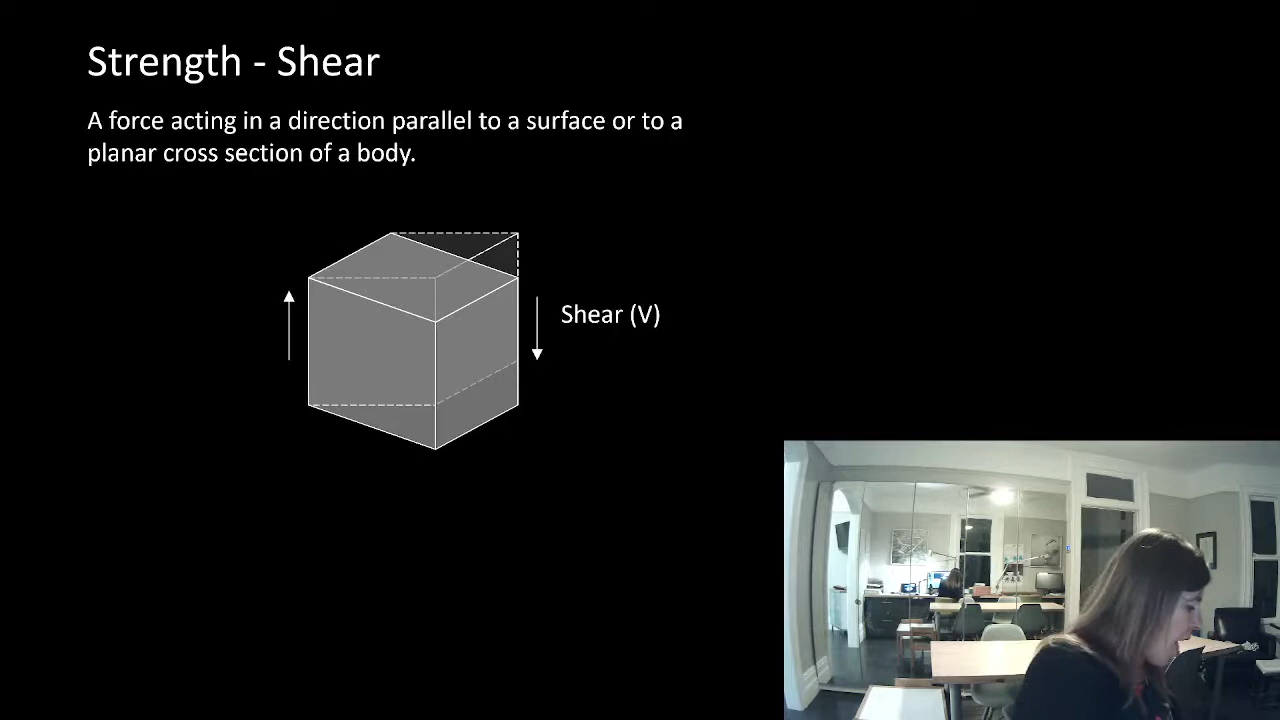 Strength - Shear
A force acting in a direction parallel to a surface or to a
planar cross section of a body.
Shear (V)